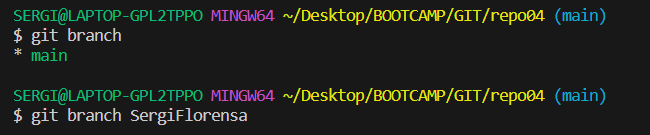 SERGI@LAPTOP-GPL2TPPO MINGW64 ~/Desktop/BOOTCAMP/GIT/repo04 (main)
$ git branch
* main
SERGI@LAPTOP-GPL2TPPO MINGW64 ~/Desktop/BOOTCAMP/GIT/repo04 (main)
$ git branch SergiFlorensa